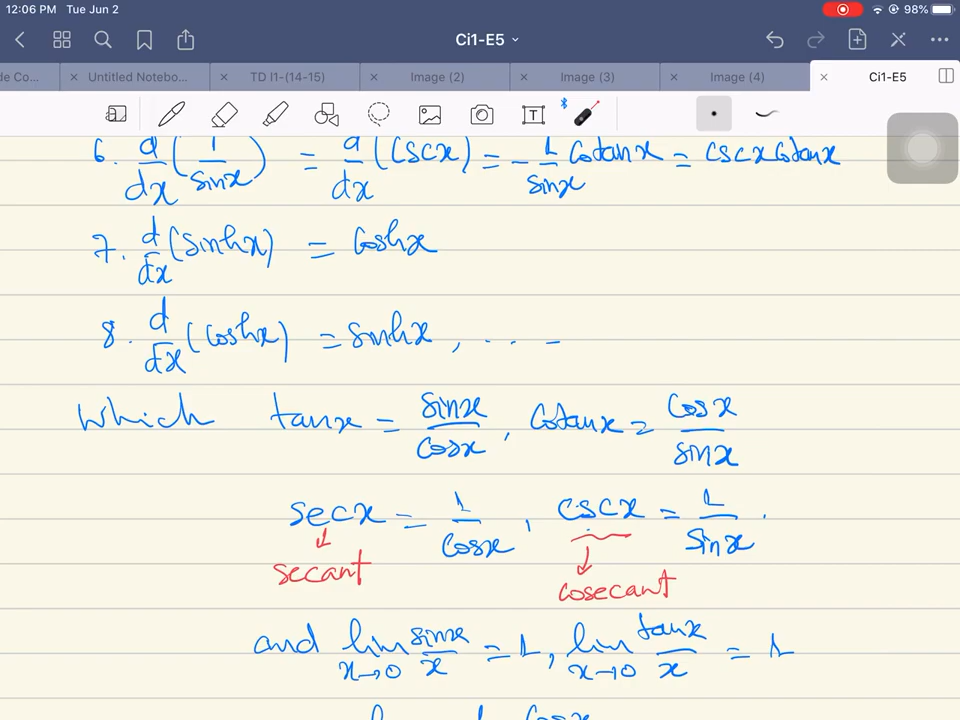 12:06 PM Tue Jun 2
98%
Ci1-E5
de Co...
Untitled Notebo...
TD I1-(14-15)
Image (2)
Image (3)
Image (4)
Ci1-E5
6. d/dx (1/sinx) = d/dx (cscx) = - 1/sinx cotanx = cscx cotanx
7. d/dx (sinhx) = coshx
8. d/dx (coshx) = sinhx , . . . -
which tanx = sinx/cosx , cotanx = cosx/sinx
secx = 1/cosx , cscx = 1/sinx .
secant cosecant
and lim x→0 sinx/x = 1, lim x→0 tanx/x = 1